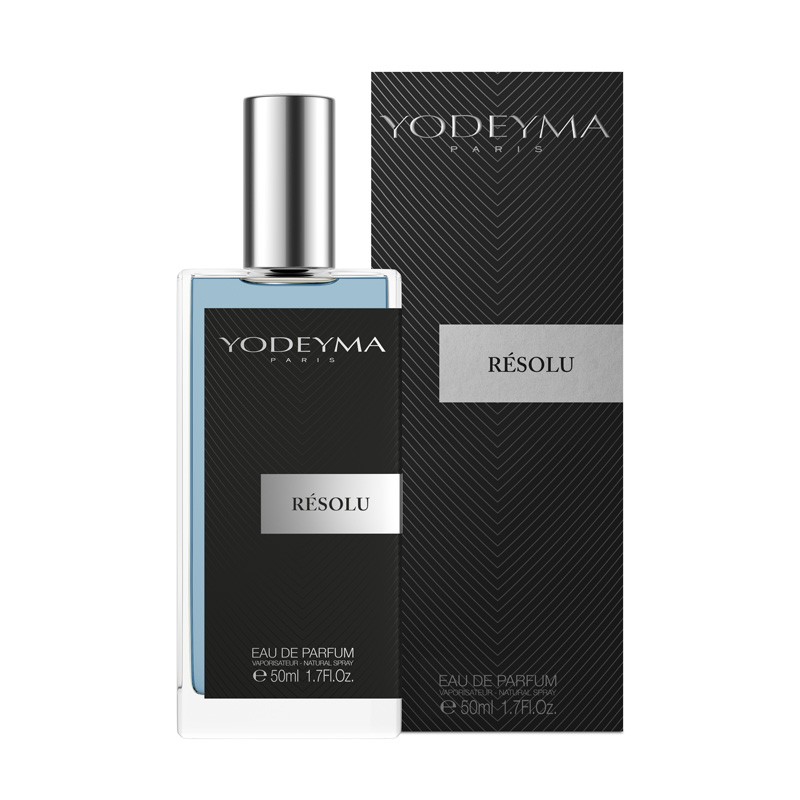 YODEYMA
PARIS
RÉSOLU
EAU DE PARFUM
VAPORISATEUR - NATURAL SPRAY
℮ 50ml 1.7Fl.Oz.
YODEYMA
PARIS
RÉSOLU
EAU DE PARFUM
VAPORISATEUR - NATURAL SPRAY
℮ 50ml 1.7Fl.Oz.